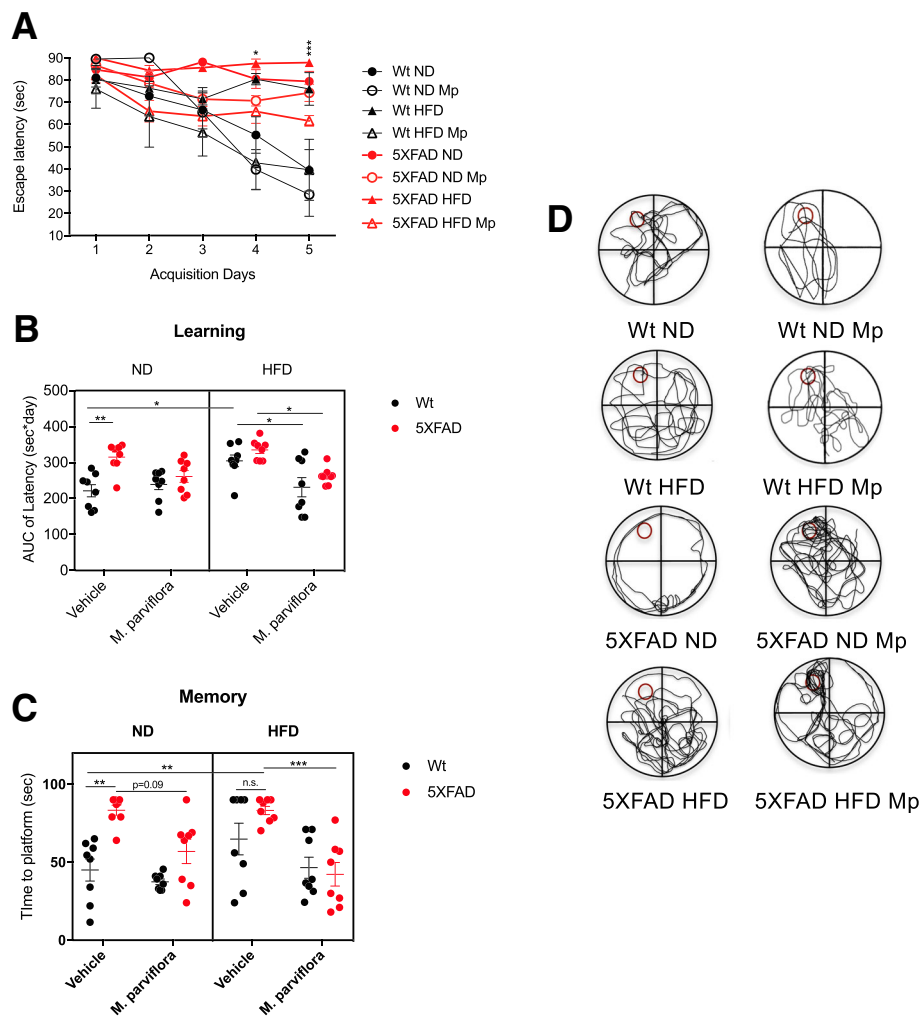 A
*
***
90
80
70
60
50
40
30
20
10
Escape latency (sec)
1 2 3 4 5
Acquisition Days
Wt ND
Wt ND Mp
Wt HFD
Wt HFD Mp
5XFAD ND
5XFAD ND Mp
5XFAD HFD
5XFAD HFD Mp
B
Learning
ND HFD
500
400
300
200
100
0
AUC of Latency (sec*day)
*
**
*
*
Wt
5XFAD
Vehicle
M. parviflora
Vehicle
M. parviflora
C
Memory
ND HFD
100
50
0
TIme to platform (sec)
**
**
p=0.09
n.s.
***
Wt
5XFAD
Vehicle
M. parviflora
Vehicle
M. parviflora
D
Wt ND
Wt ND Mp
Wt HFD
Wt HFD Mp
5XFAD ND
5XFAD ND Mp
5XFAD HFD
5XFAD HFD Mp